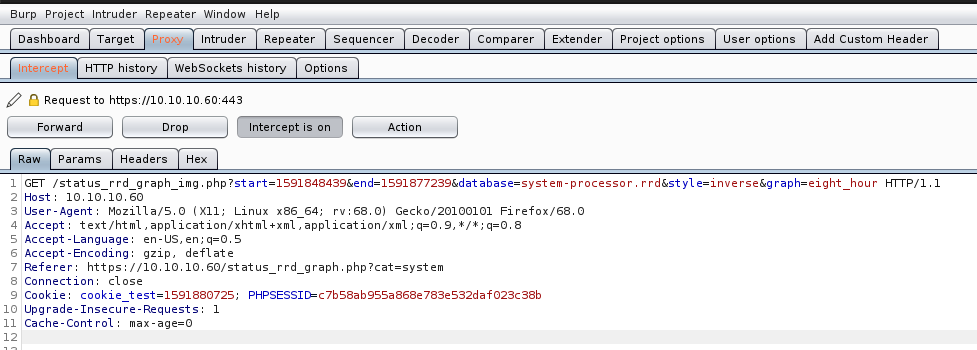 Burp Project Intruder Repeater Window Help
Dashboard Target Proxy Intruder Repeater Sequencer Decoder Comparer Extender Project options User options Add Custom Header
Intercept HTTP history WebSockets history Options
Request to https://10.10.10.60:443
Forward Drop Intercept is on Action
Raw Params Headers Hex
1 GET /status_rrd_graph_img.php?start=1591848439&end=1591877239&database=system-processor.rrd&style=inverse&graph=eight_hour HTTP/1.1
2 Host: 10.10.10.60
3 User-Agent: Mozilla/5.0 (X11; Linux x86_64; rv:68.0) Gecko/20100101 Firefox/68.0
4 Accept: text/html,application/xhtml+xml,application/xml;q=0.9,*/*;q=0.8
5 Accept-Language: en-US,en;q=0.5
6 Accept-Encoding: gzip, deflate
7 Referer: https://10.10.10.60/status_rrd_graph.php?cat=system
8 Connection: close
9 Cookie: cookie_test=1591880725; PHPSESSID=c7b58ab955a868e783e532daf023c38b
10 Upgrade-Insecure-Requests: 1
11 Cache-Control: max-age=0
12